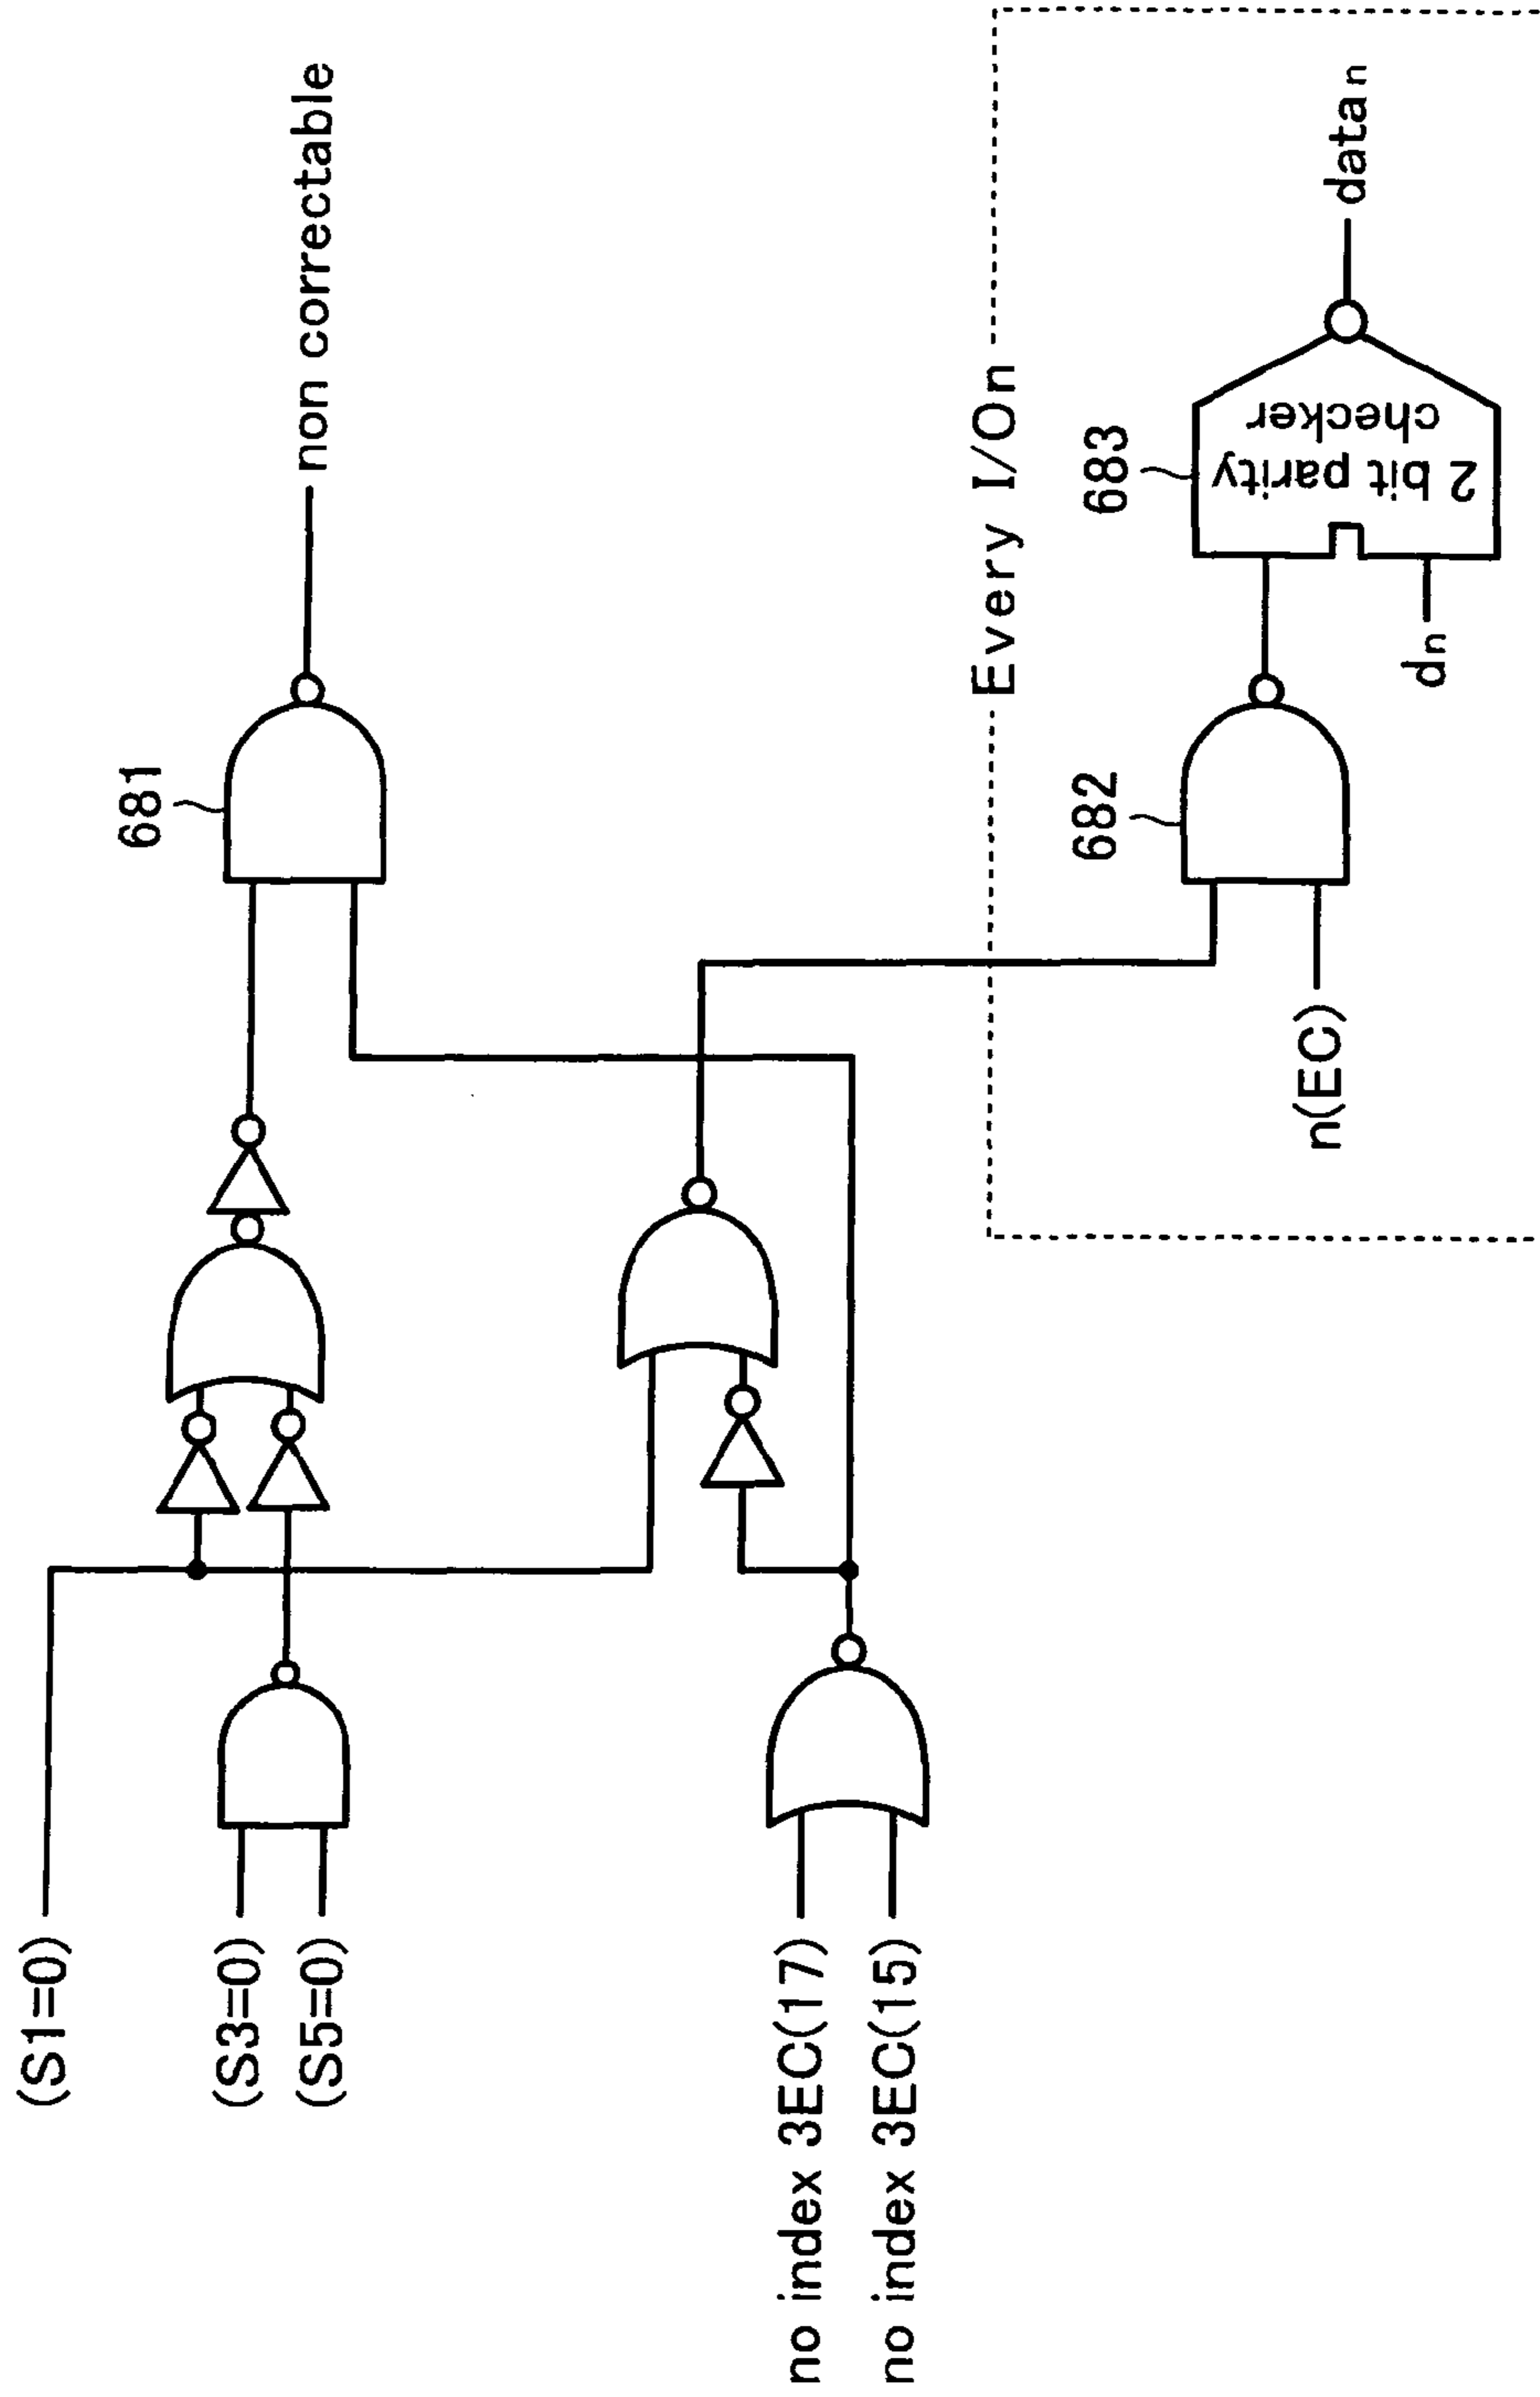 (S1=0)
(S3=0)
(S5=0)
no index 3EC(17)
no index 3EC(15)
681
non correctable
Every I/On
n(EC)
682
dn
683
2 bit parity
checker
datan